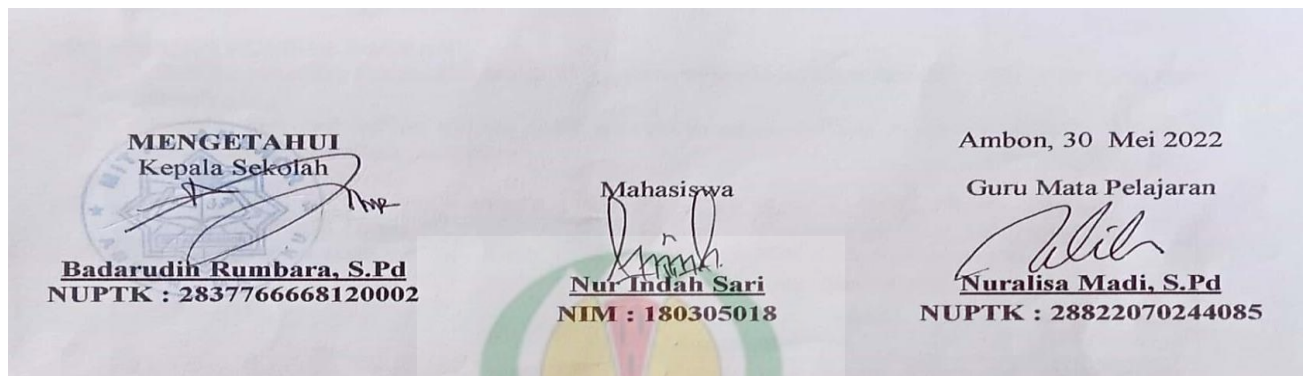 MENGETAHUI
Kepala Sekolah
Badarudin Rumbara, S.Pd
NUPTK : 2837766668120002
Mahasiswa
Nur Indah Sari
NIM : 180305018
Ambon, 30 Mei 2022
Guru Mata Pelajaran
Nuralisa Madi, S.Pd
NUPTK : 28822070244085